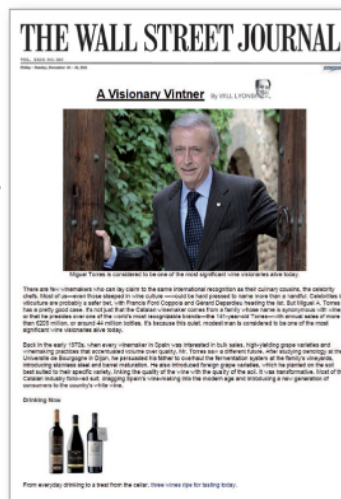 THE WALL STREET JOURNAL
A Visionary Vintner By WILL LYONS
Miguel Torres is considered to be one of the most significant wine visionaries alive today.
There are few winemakers who can lay claim to the same international recognition as their culinary cousins, the celebrity
chefs. Most of us—even those steeped in wine culture —would be hard pressed to name more than a handful. Celebrities in
viticulture are probably a safer bet, with Francis Ford Coppola and Gérard Depardieu heading the list. But Miguel A. Torres
has a pretty good case. It's not just that the Catalan winemaker comes from a family whose name is synonymous with wine
or that he presides over one of the world's most recognizable brands—the 141-year-old Torres—with annual sales of more
than €205 million, or around 44 million bottles. It's because this quiet, modest man is considered to be one of the most
significant wine visionaries alive today.
Back in the early 1970s, when every winemaker in Spain was interested in bulk sales, high-yielding grape varieties and
winemaking practices that accentuated volume over quality, Mr. Torres saw a different future. After studying oenology at the
Université de Bourgogne in Dijon, he persuaded his father to overhaul the fermentation system at the family's vineyards,
introducing stainless steel and barrel maturation. He also introduced foreign grape varieties, which he planted on the soil
best suited to their specific variety, linking the quality of the wine with the quality of the soil. It was transformative. Most of the
Catalan industry followed suit, dragging Spain's winemaking into the modern age and introducing a new generation of
consumers to the country's white wine.
Drinking Now
From everyday drinking to a treat from the cellar, three wines ripe for tasting today.